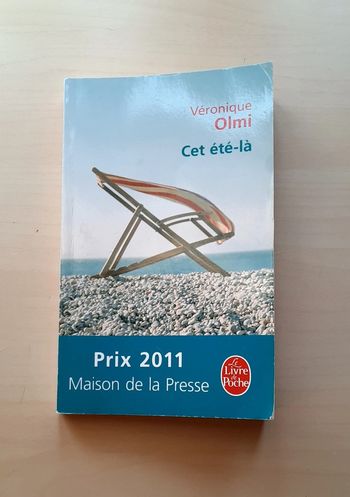 Véronique
Olmi
Cet été-là
Prix 2011
Maison de la Presse
Le
Livre
de
Poche